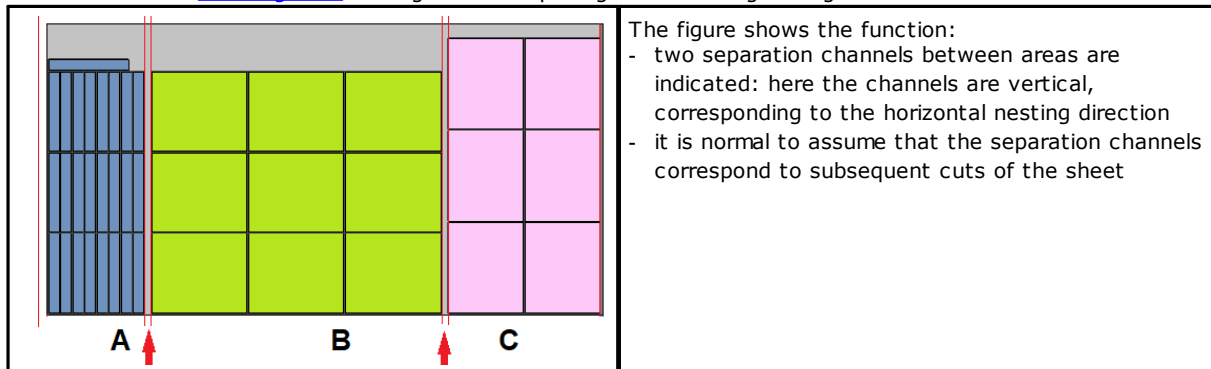 The figure shows the function:
- two separation channels between areas are
indicated: here the channels are vertical,
corresponding to the horizontal nesting direction
- it is normal to assume that the separation channels
correspond to subsequent cuts of the sheet
A B C